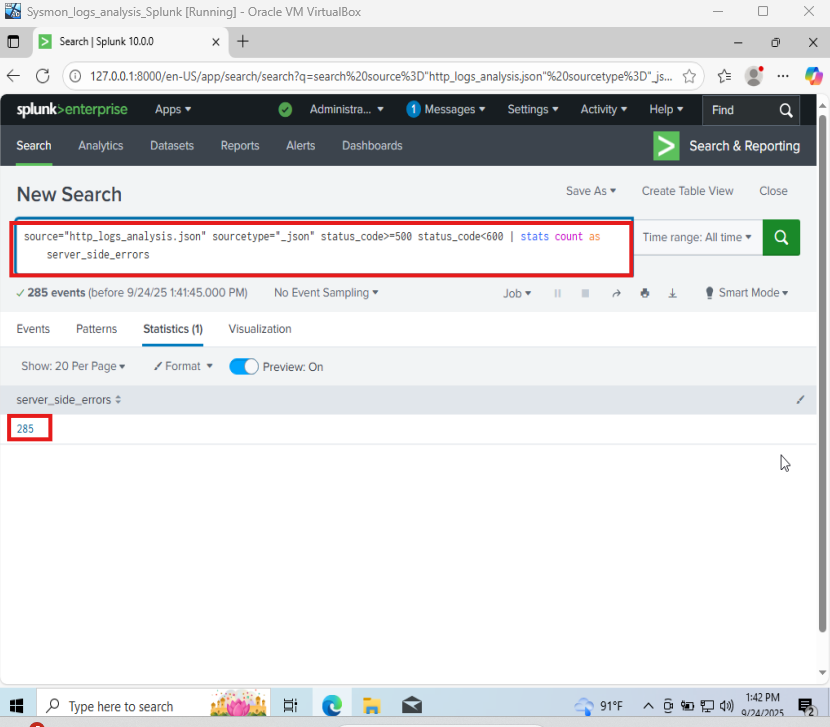 Sysmon_logs_analysis_Splunk [Running] - Oracle VM VirtualBox
Search | Splunk 10.0.0
127.0.0.1:8000/en-US/app/search/search?q=search%20source%3D"http_logs_analysis.json"%20sourcetype%3D"_js...
splunk>enterprise Apps Administra... 1 Messages Settings Activity Help Find
Search Analytics Datasets Reports Alerts Dashboards Search & Reporting
New Search Save As Create Table View Close
source="http_logs_analysis.json" sourcetype="_json" status_code>=500 status_code<600 | stats count as
server_side_errors
Time range: All time
285 events (before 9/24/25 1:41:45.000 PM) No Event Sampling Job Smart Mode
Events Patterns Statistics (1) Visualization
Show: 20 Per Page Format Preview: On
server_side_errors
285
Type here to search 91°F 1:42 PM
9/24/2025 2